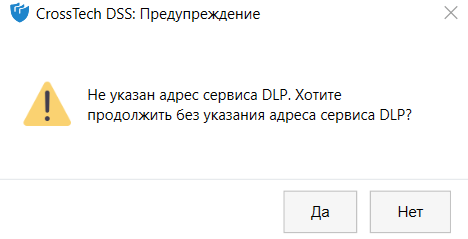 CrossTech DSS: Предупреждение
Не указан адрес сервиса DLP. Хотите
продолжить без указания адреса сервиса DLP?
Да
Нет